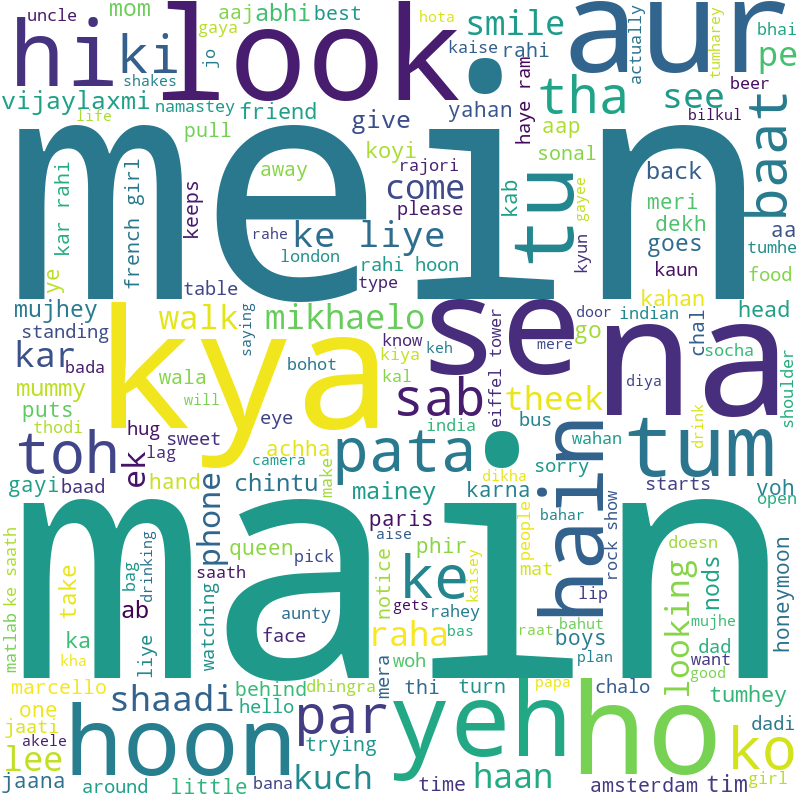 uncle mom aajabhi best look smile aur
hi ki gaya jo hota kaise rahi actually tumharey bhai pe
shakes tha see beer
vijaylaxmi namastey friend give yahan haye ram bilkul baat
life pull koyi aap sonal
mein
kar rahi french girl keeps away rajori come please kab tu gayee back meri dekh aa
ye rahe ke liye kyun goes tumhe
london rahi hoon kaun food
table type
mujhey kya walk saying mikhaelo se door indian kahan chal head
standing know go mere na socha shoulder
kar bada wala bohot kiya keh eiffel tower
mummy will kal sab theek diya
puts thodi hug eye india bus drink
toh ek lag sweet pata hain wahan tum
achha sorry
gayi baad phone camera dikha yoh
hand chintu make mainey karna starts open
main
matlab ke saath take bag drinking queen paris phir people bahar rock show doesn honeymoon
ab liye watching saath pick aise notice ke kaisey mat looking nods
aunty gets rahey lip mujhe
ka face raha bas raat bahut boys dad want
kha mera woh plan good
marcello shaadi behind dhingra thi turn papa chalo tumhey
one hoon hello par yeh ho dadi
jaati trying ko
akele
lee kuch haan
jaana around little bana time amsterdam tim girl